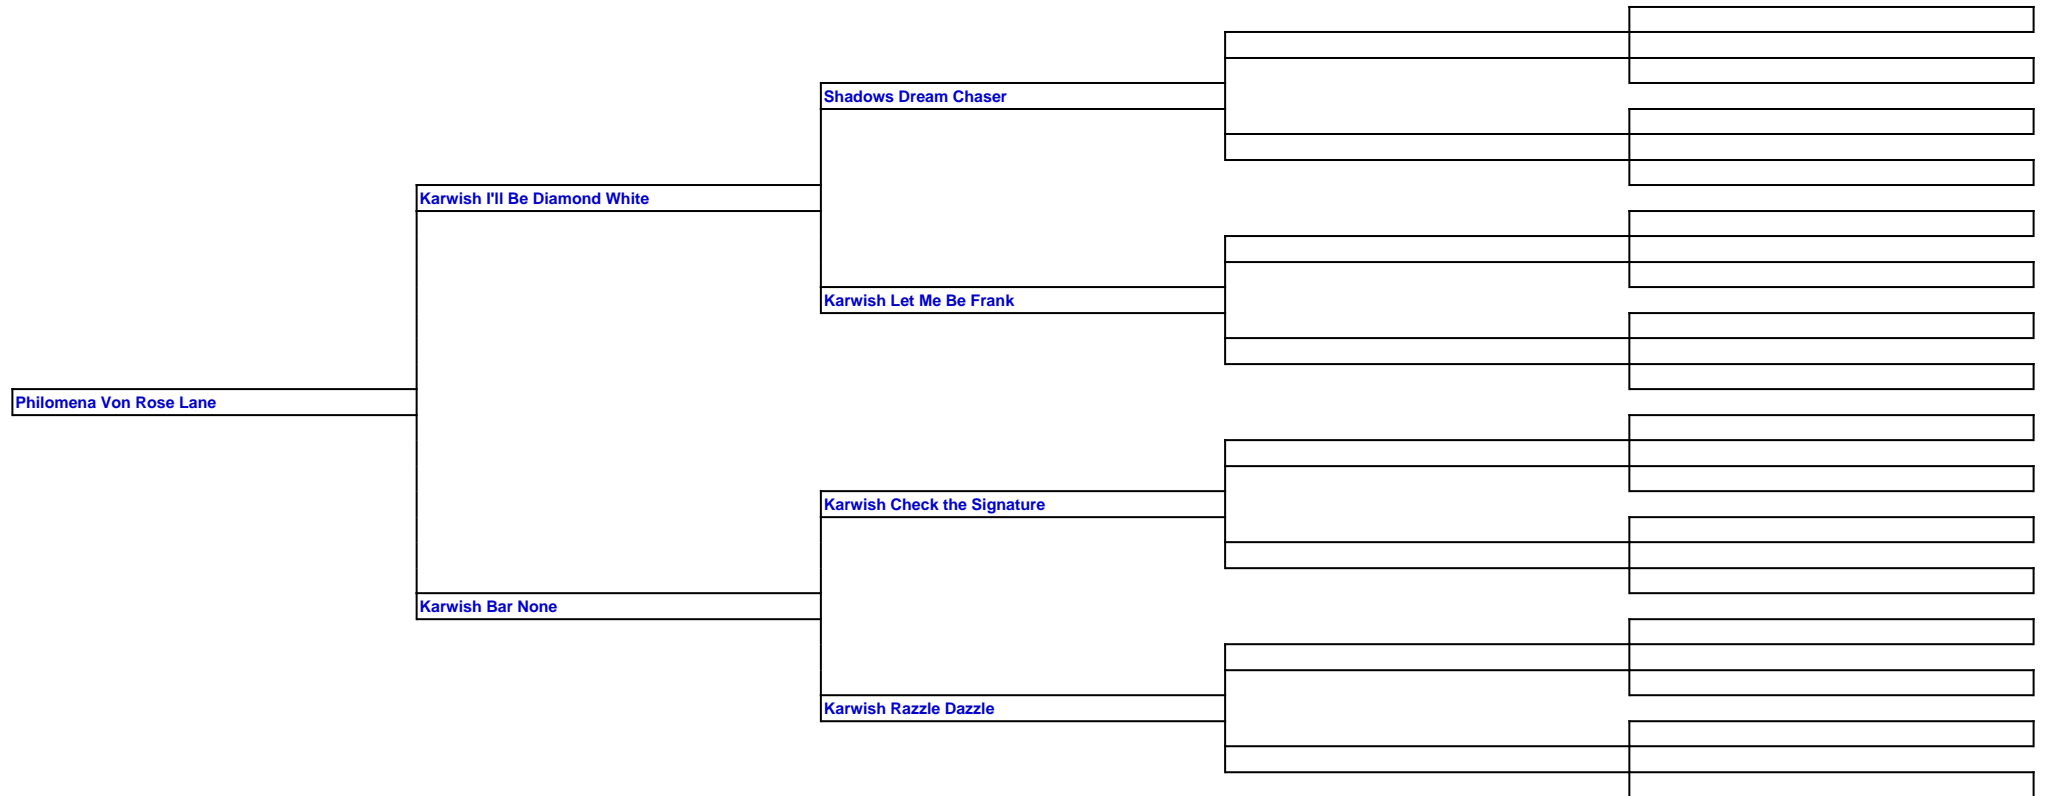 Shadows Dream Chaser
Karwish I'll Be Diamond White
Karwish Let Me Be Frank
Philomena Von Rose Lane
Karwish Check the Signature
Karwish Bar None
Karwish Razzle Dazzle